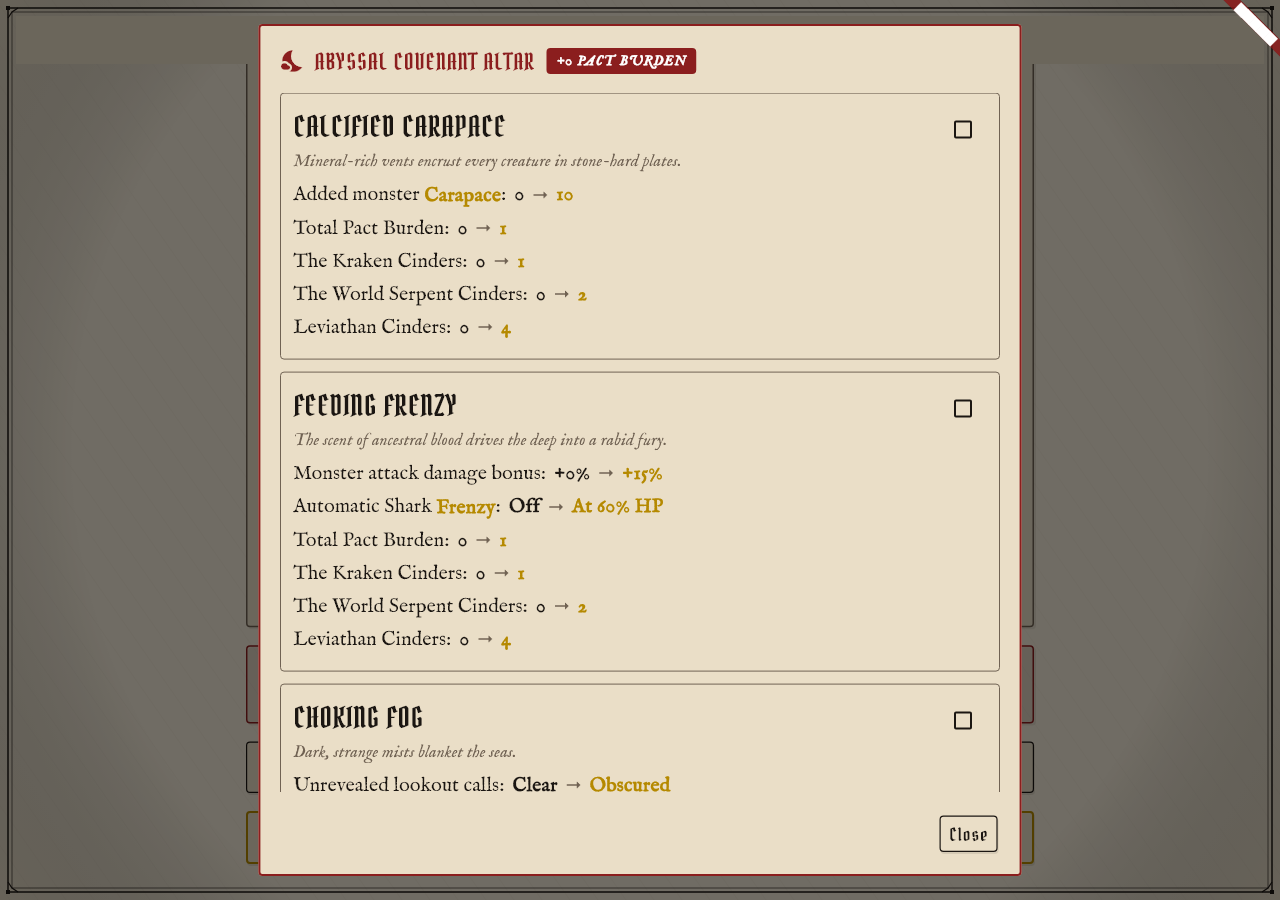 ABYSSAL COVENANT ALTAR +0 PACT BURDEN
CALCIFIED CARAPACE
Mineral-rich vents encrust every creature in stone-hard plates.
Added monster Carapace: 0 → 10
Total Pact Burden: 0 → 1
The Kraken Cinders: 0 → 1
The World Serpent Cinders: 0 → 2
Leviathan Cinders: 0 → 4
FEEDING FRENZY
The scent of ancestral blood drives the deep into a rabid fury.
Monster attack damage bonus: +0% → +15%
Automatic Shark Frenzy: Off → At 60% HP
Total Pact Burden: 0 → 1
The Kraken Cinders: 0 → 1
The World Serpent Cinders: 0 → 2
Leviathan Cinders: 0 → 4
CHOKING FOG
Dark, strange mists blanket the seas.
Unrevealed lookout calls: Clear → Obscured
Close